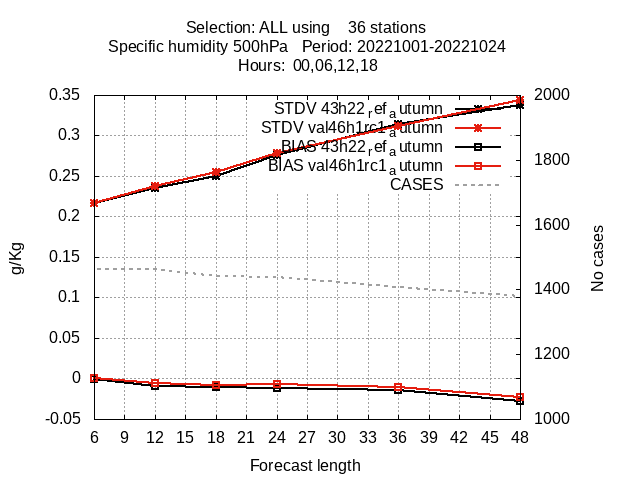 Selection: ALL using    36 stations
Specific humidity 500hPa   Period: 20221001-20221024
Hours:  00,06,12,18
0.35
0.3
0.25
0.2
0.15
0.1
0.05
0
-0.05
g/Kg
STDV 43h22_ref_autumn
STDV val46h1rc1_autumn
BIAS 43h22_ref_autumn
BIAS val46h1rc1_autumn
CASES
2000
1800
1600
1400
1200
1000
No cases
6 9 12 15 18 21 24 27 30 33 36 39 42 45 48
Forecast length